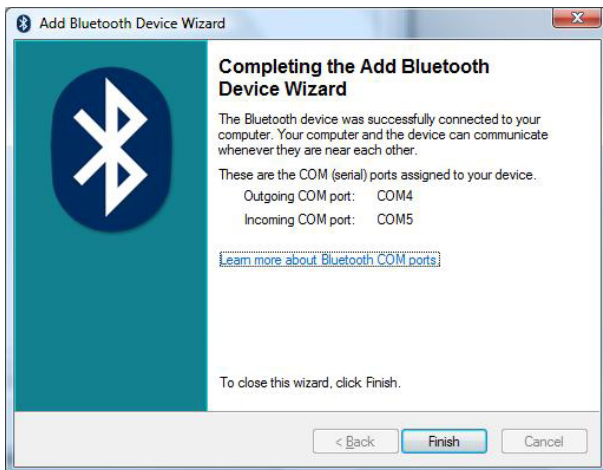 Add Bluetooth Device Wizard
Completing the Add Bluetooth
Device Wizard
The Bluetooth device was successfully connected to your
computer. Your computer and the device can communicate
whenever they are near each other.
These are the COM (serial) ports assigned to your device.
Outgoing COM port: COM4
Incoming COM port: COM5
Learn more about Bluetooth COM ports.
To close this wizard, click Finish.
< Back Finish Cancel